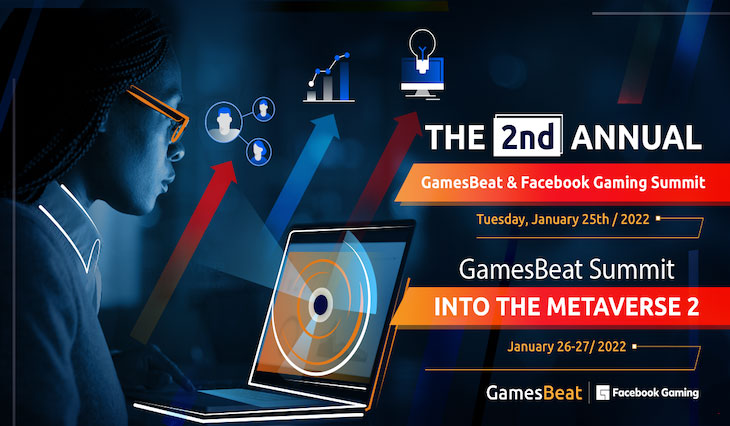 THE 2nd ANNUAL
GamesBeat & Facebook Gaming Summit
Tuesday, January 25th / 2022
GamesBeat Summit
INTO THE METAVERSE 2
January 26-27/ 2022
GamesBeat Facebook Gaming